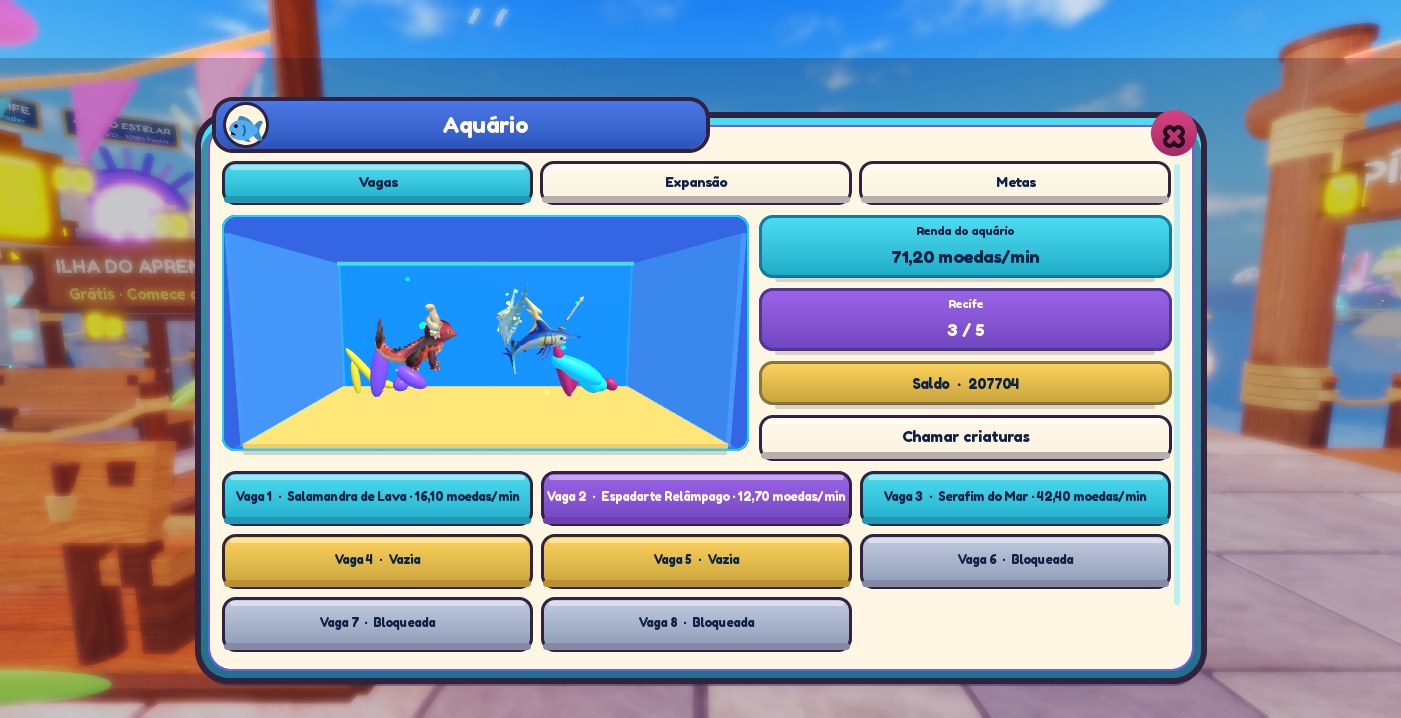 Aquário
Vagas
Expansão
Metas
Renda do aquário
71,20 moedas/min
Recife
3 / 5
Saldo · 207704
Chamar criaturas
Vaga 1 · Salamandra de Lava · 16,10 moedas/min
Vaga 2 · Espadarte Relâmpago · 12,70 moedas/min
Vaga 3 · Serafim do Mar · 42,40 moedas/min
Vaga 4 · Vazia
Vaga 5 · Vazia
Vaga 6 · Bloqueada
Vaga 7 · Bloqueada
Vaga 8 · Bloqueada
ESTELAR
ILHA DO APREN
Grátis · Comece